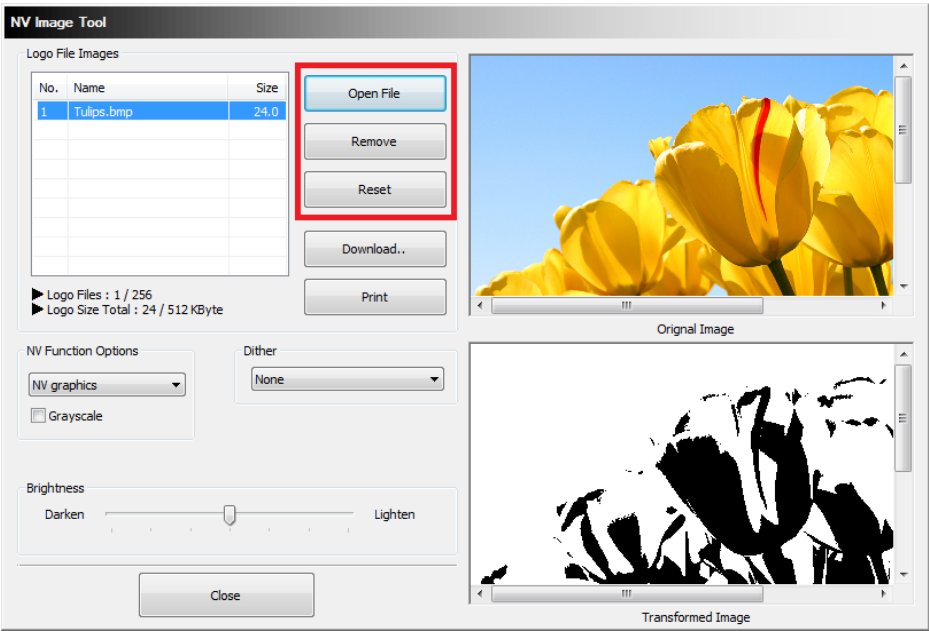 NV Image Tool
Logo File Images
No. Name Size
1 Tulips.bmp 24.0
Open File
Remove
Reset
Download..
Print
▶ Logo Files : 1 / 256
▶ Logo Size Total : 24 / 512 KByte
Orignal Image
NV Function Options
NV graphics
Grayscale
Dither
None
Brightness
Darken Lighten
Close
Transformed Image